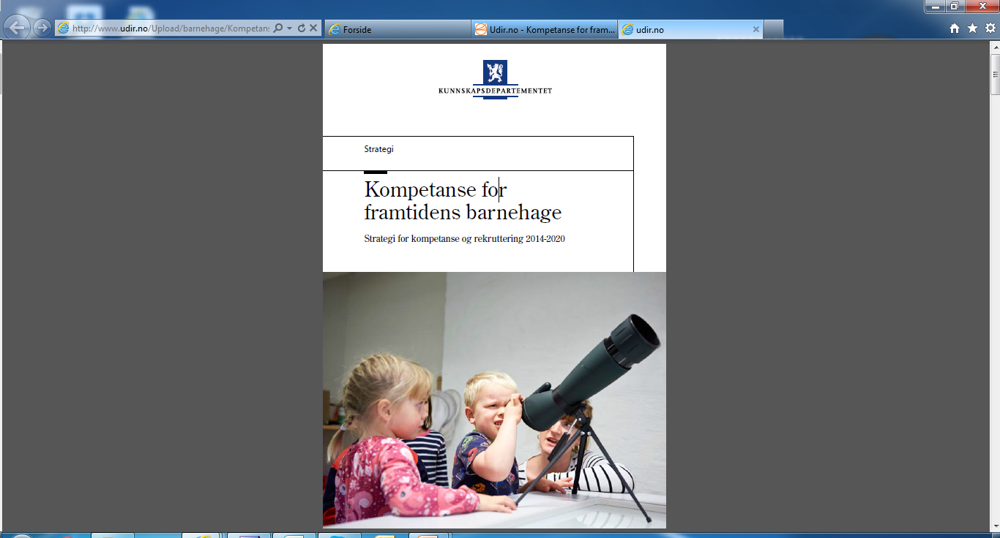 http://www.udir.no/Upload/barnehage/Kompetans
Forside
Udir.no - Kompetanse for fram...
udir.no
KUNNSKAPSDEPARTEMENTET
Strategi
Kompetanse for
framtidens barnehage
Strategi for kompetanse og rekruttering 2014-2020